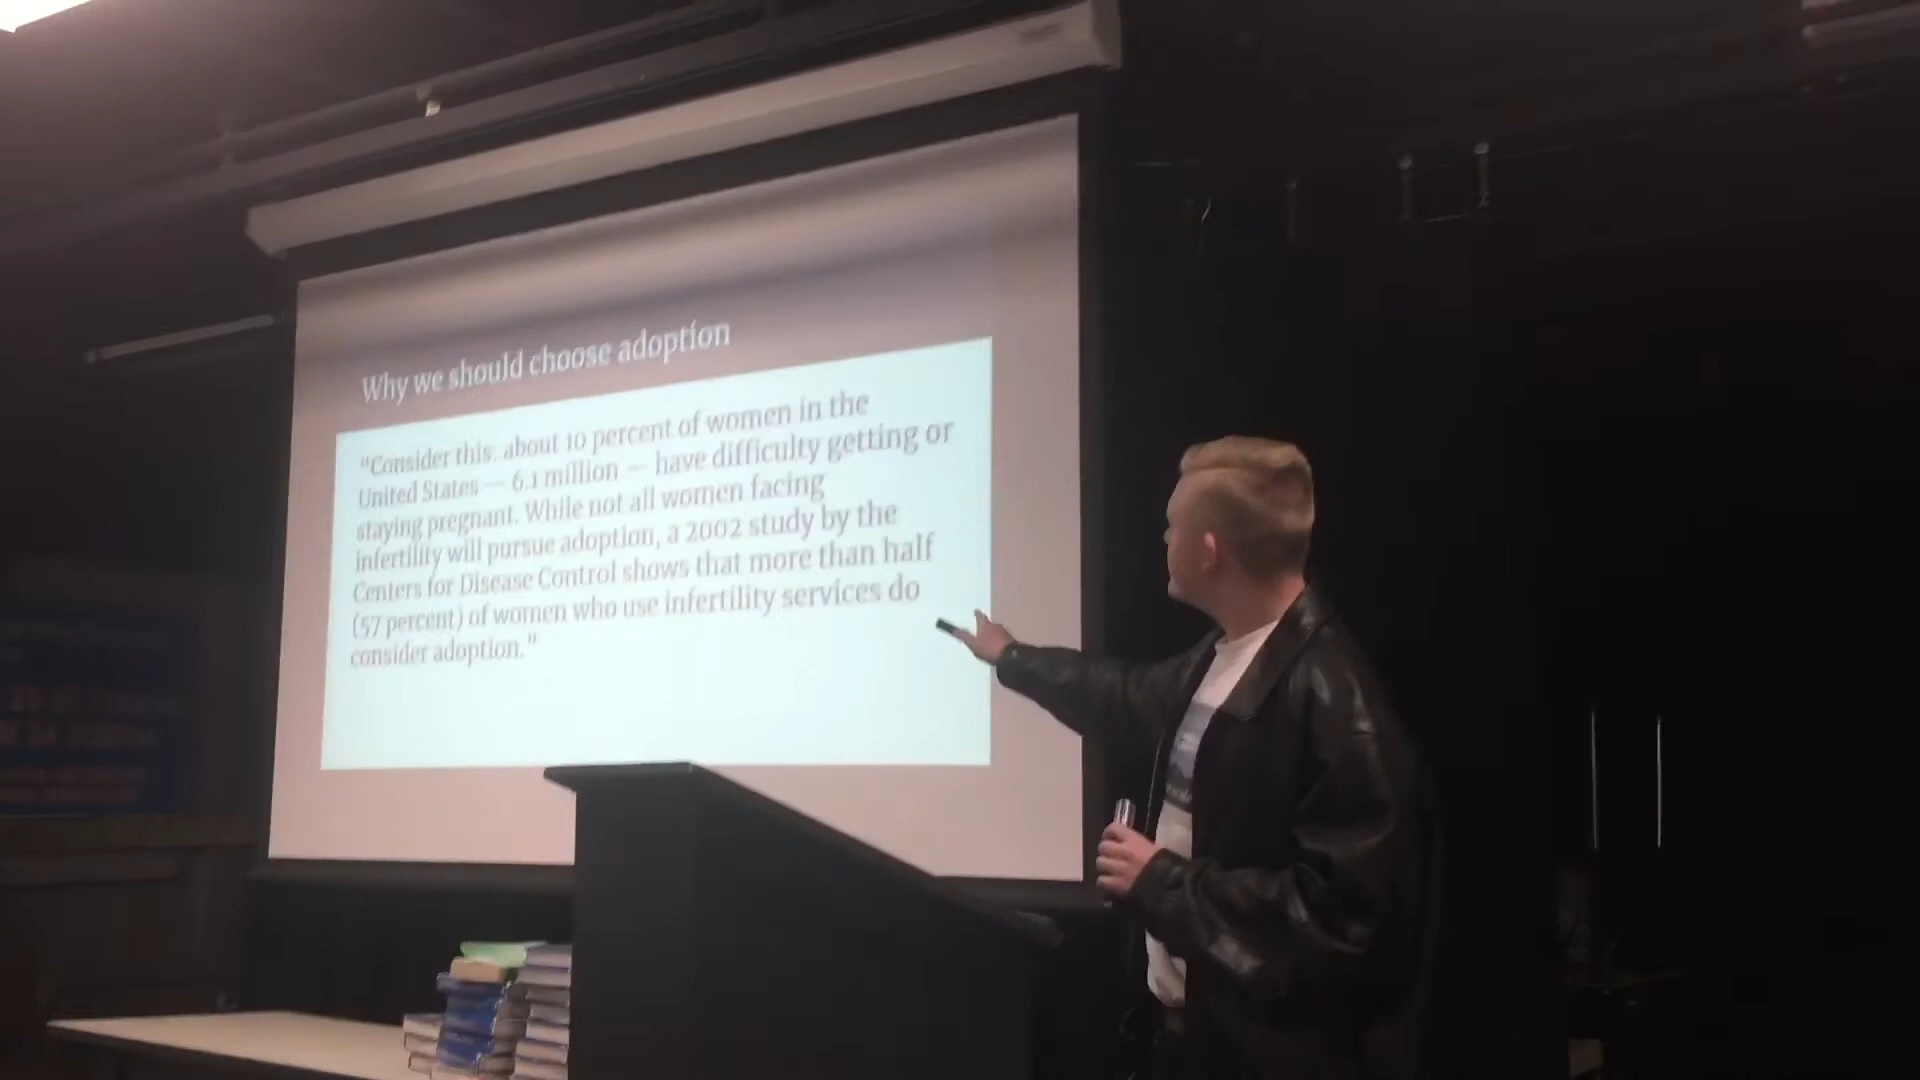 Why we should choose adoption
"Consider this: about 10 percent of women in the
United States — 6.1 million — have difficulty getting or
staying pregnant. While not all women facing
infertility will pursue adoption, a 2002 study by the
Centers for Disease Control shows that more than half
(57 percent) of women who use infertility services do
consider adoption."